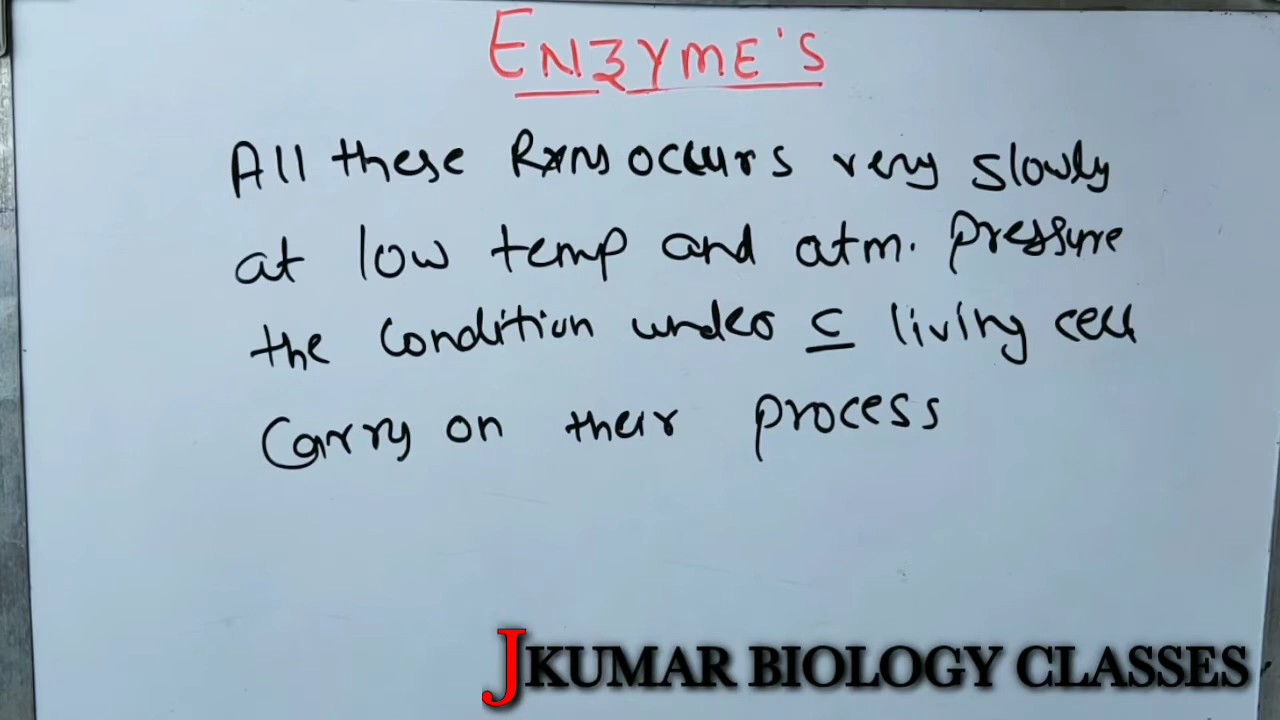 ENZYME'S
All these Rxns occurs very slowly
at low temp and atm. pressure
the condition under c living cell
Carry on their process
JKUMAR BIOLOGY CLASSES